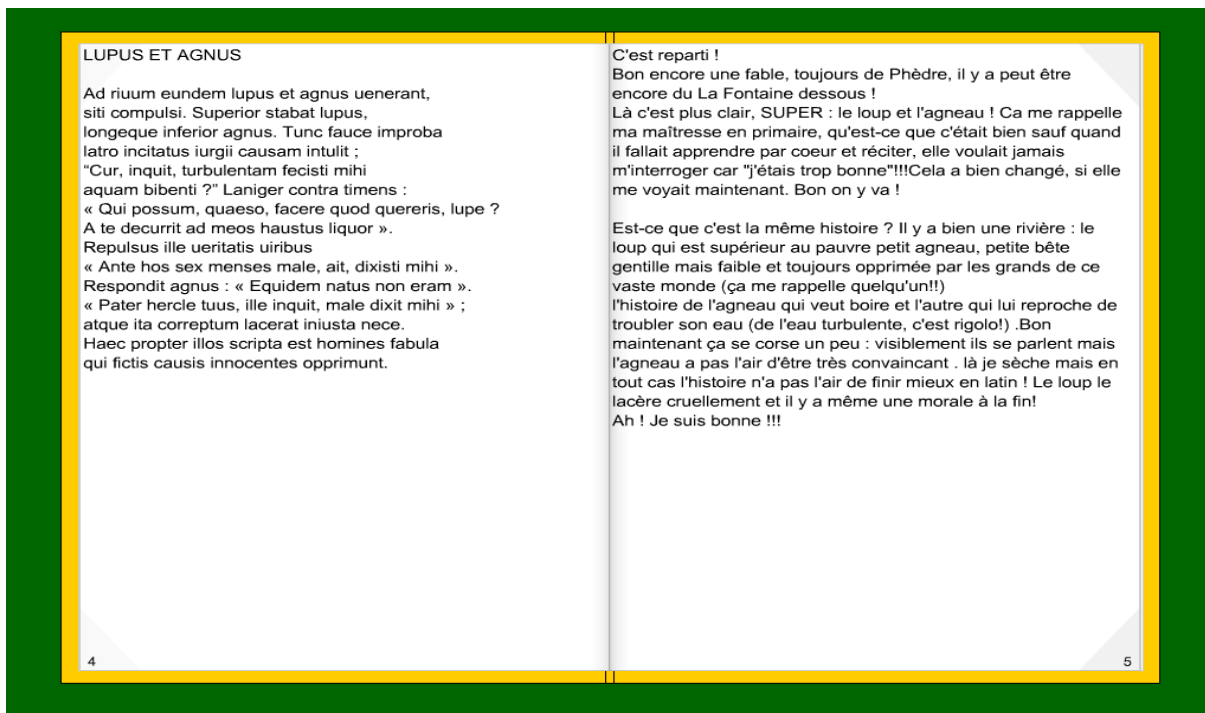 LUPUS ET AGNUS
Ad riuum eundem lupus et agnus uenerant,
siti compulsi. Superior stabat lupus,
longeque inferior agnus. Tunc fauce improba
latro incitatus iurgii causam intulit ;
“Cur, inquit, turbulentam fecisti mihi
aquam bibenti ?” Laniger contra timens :
« Qui possum, quaeso, facere quod quereris, lupe ?
A te decurrit ad meos haustus liquor ».
Repulsus ille ueritatis uiribus
« Ante hos sex menses male, ait, dixisti mihi ».
Respondit agnus : « Equidem natus non eram ».
« Pater hercle tuus, ille inquit, male dixit mihi » ;
atque ita correptum lacerat iniusta nece.
Haec propter illos scripta est homines fabula
qui fictis causis innocentes opprimunt.
4
C'est reparti !
Bon encore une fable, toujours de Phèdre, il y a peut être
encore du La Fontaine dessous !
Là c'est plus clair, SUPER : le loup et l'agneau ! Ca me rappelle
ma maîtresse en primaire, qu'est-ce que c'était bien sauf quand
il fallait apprendre par coeur et réciter, elle voulait jamais
m'interroger car "j'étais trop bonne"!!!Cela a bien changé, si elle
me voyait maintenant. Bon on y va !
Est-ce que c'est la même histoire ? Il y a bien une rivière : le
loup qui est supérieur au pauvre petit agneau, petite bête
gentille mais faible et toujours opprimée par les grands de ce
vaste monde (ça me rappelle quelqu'un!!)
l'histoire de l'agneau qui veut boire et l'autre qui lui reproche de
troubler son eau (de l'eau turbulente, c'est rigolo!) .Bon
maintenant ça se corse un peu : visiblement ils se parlent mais
l'agneau a pas l'air d'être très convaincant . là je sèche mais en
tout cas l'histoire n'a pas l'air de finir mieux en latin ! Le loup le
lacère cruellement et il y a même une morale à la fin!
Ah ! Je suis bonne !!!
5